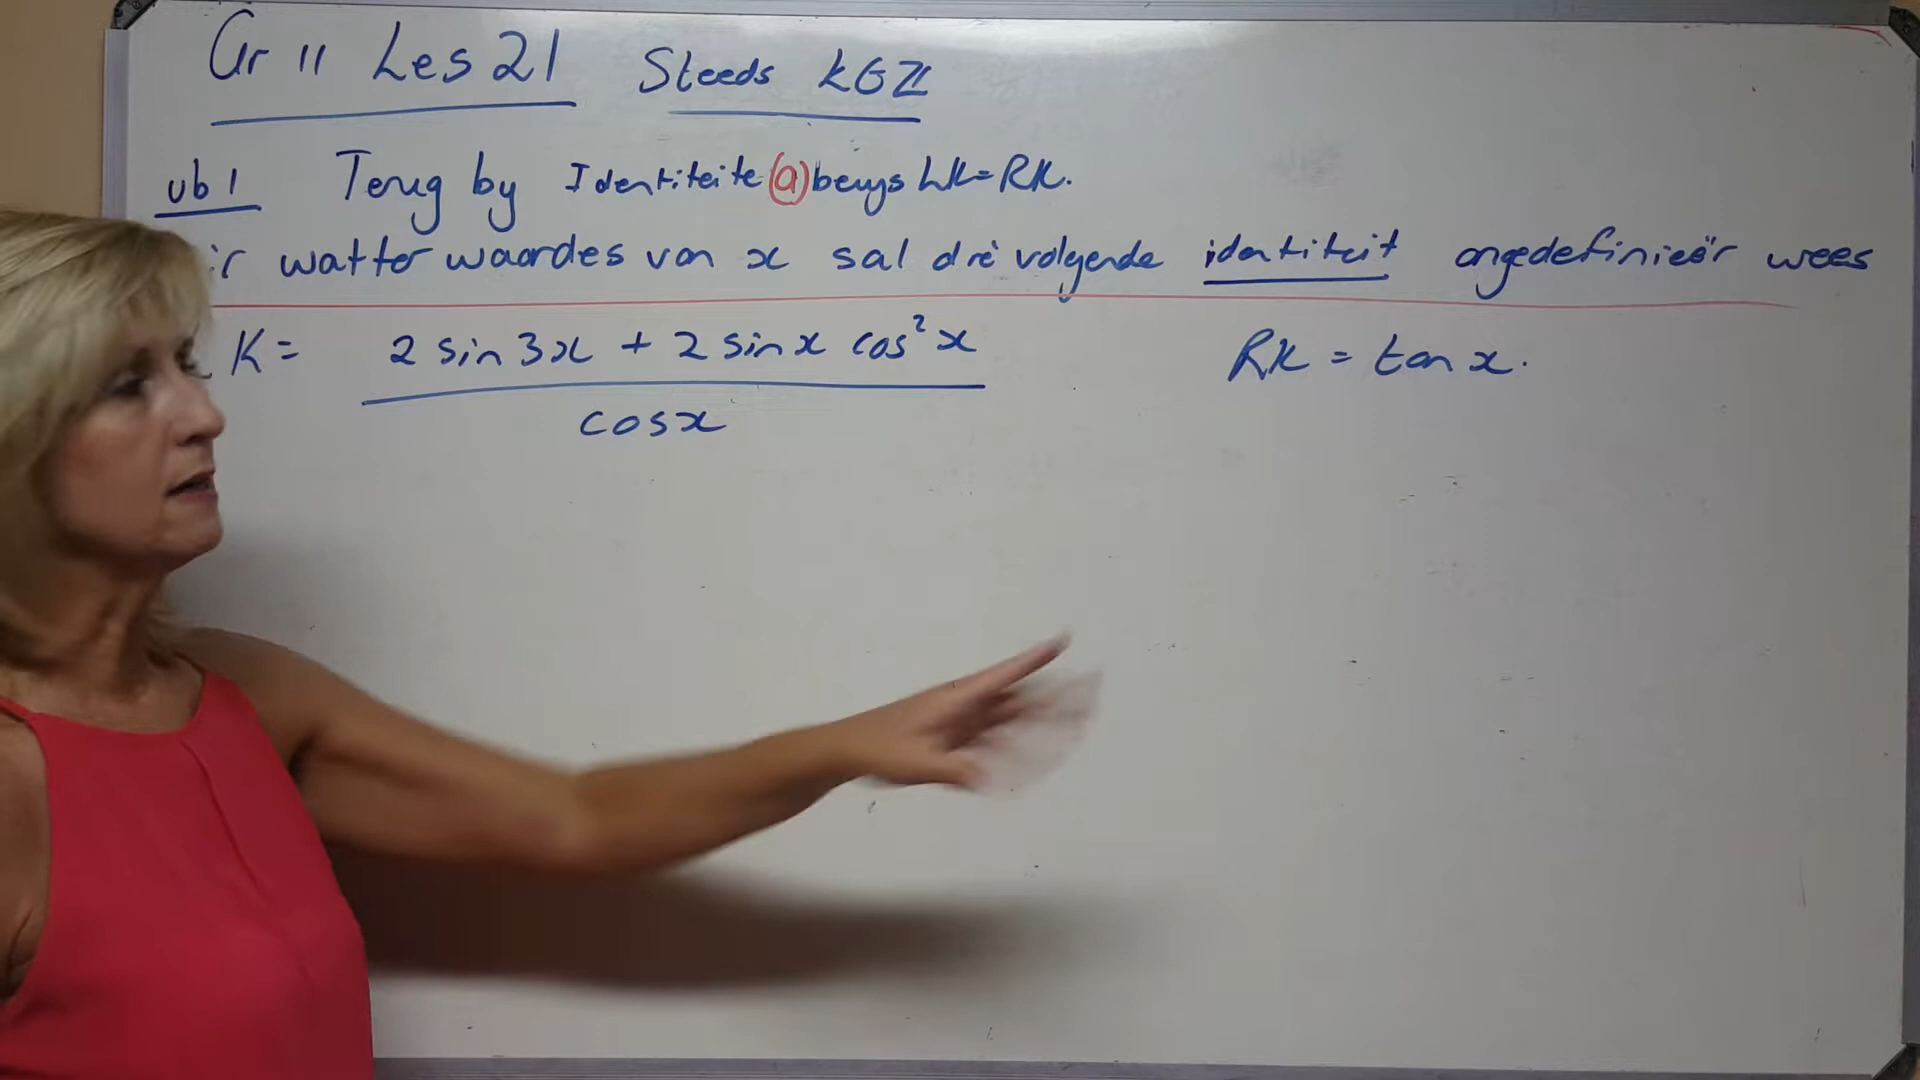 Gr 11 Les 21 Steeds k∈ℤ
vb 1 Terug by Identiteite (a) bewys LK=RK.
ir watter waardes van x sal die volgende identiteit ongedefinieër wees
K = (2 sin 3x + 2 sin x cos² x) / cos x RK = tan x.